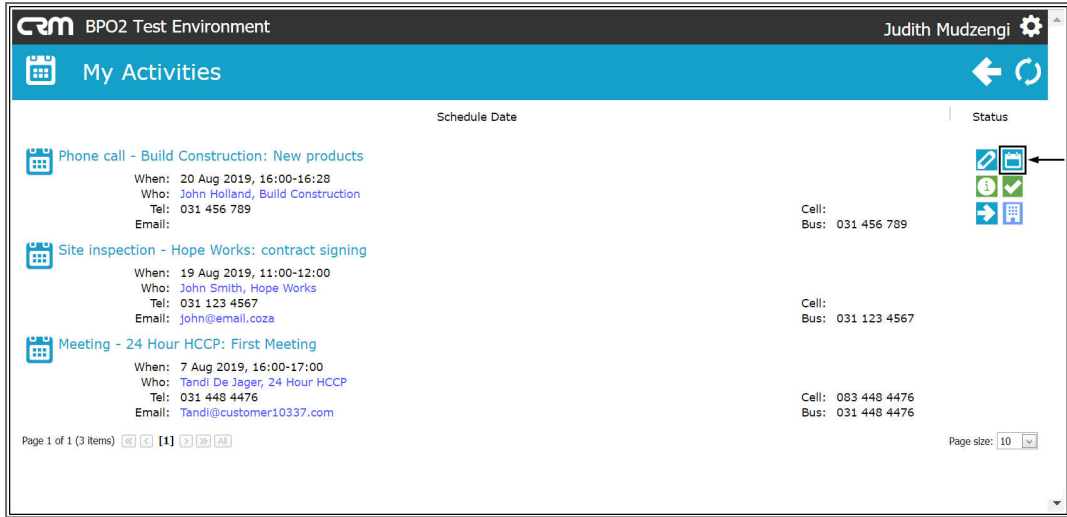 CRM BPO2 Test Environment Judith Mudzengi
My Activities
Schedule Date Status
Phone call - Build Construction: New products
When: 20 Aug 2019, 16:00-16:28
Who: John Holland, Build Construction
Tel: 031 456 789 Cell:
Email: Bus: 031 456 789
Site inspection - Hope Works: contract signing
When: 19 Aug 2019, 11:00-12:00
Who: John Smith, Hope Works
Tel: 031 123 4567 Cell:
Email: john@email.coza Bus: 031 123 4567
Meeting - 24 Hour HCCP: First Meeting
When: 7 Aug 2019, 16:00-17:00
Who: Tandi De Jager, 24 Hour HCCP
Tel: 031 448 4476 Cell: 083 448 4476
Email: Tandi@customer10337.com Bus: 031 448 4476
Page 1 of 1 (3 items) [1] All Page size: 10